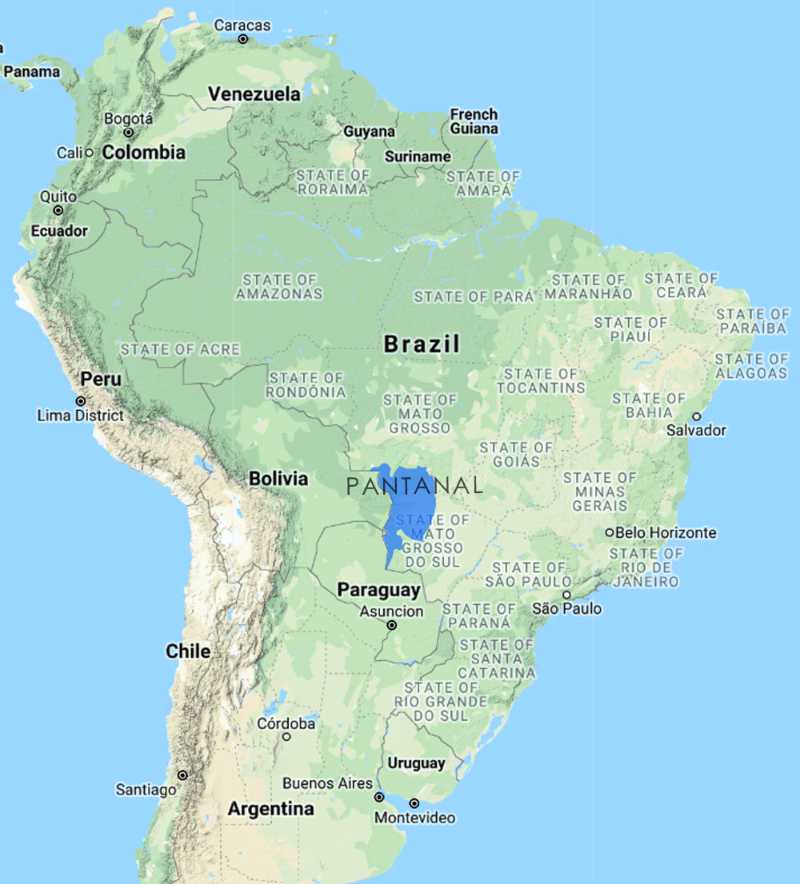 Caracas
a
Panama
Venezuela
Bogotá
French
Guiana
Guyana
Cali
Colombia
Suriname
STATE OF
RORAIMA
STATE OF
AMAPÁ
Quito
Ecuador
STATE OF
AMAZONAS
STATE OF PARÁ
STATE OF
MARANHÃO
STATE OF
CEARÁ
STATE OF
PARAÍBA
STATE OF
PIAUÍ
Brazil
STATE OF ACRE
STATE OF
ALAGOAS
Peru
STATE OF
RONDÔNIA
STATE OF
TOCANTINS
Lima District
STATE OF
MATO
GROSSO
STATE OF
BAHIA
Salvador
STATE OF
GOIÁS
Bolivia
PANTANAL
STATE OF
MINAS
GERAIS
STATE OF
MATO
GROSSO
DO SUL
Belo Horizonte
STATE OF
RIO DE
JANEIRO
STATE OF
SÃO PAULO
Paraguay
Asuncion
São Paulo
STATE OF
PARANÁ
Chile
STATE OF
SANTA
CATARINA
STATE OF
RIO GRANDE
DO SUL
Córdoba
Uruguay
Santiago
Buenos Aires
Argentina
Montevideo